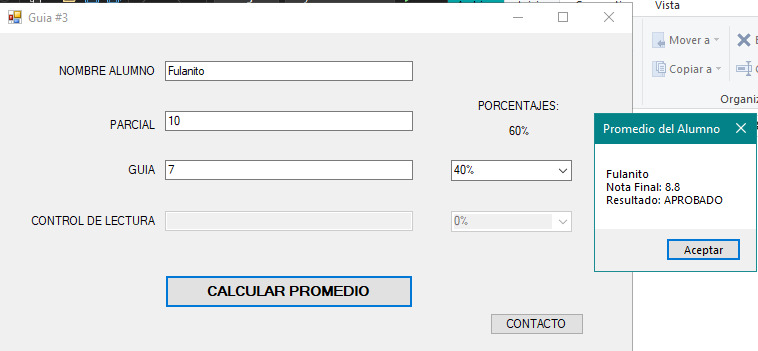 Guia #3
Vista
NOMBRE ALUMNO Fulanito
Mover a
Copiar a
PARCIAL 10
PORCENTAJES:
60%
GUIA 7 40%
CONTROL DE LECTURA 0%
CALCULAR PROMEDIO
CONTACTO
Promedio del Alumno
Fulanito
Nota Final: 8.8
Resultado: APROBADO
Aceptar